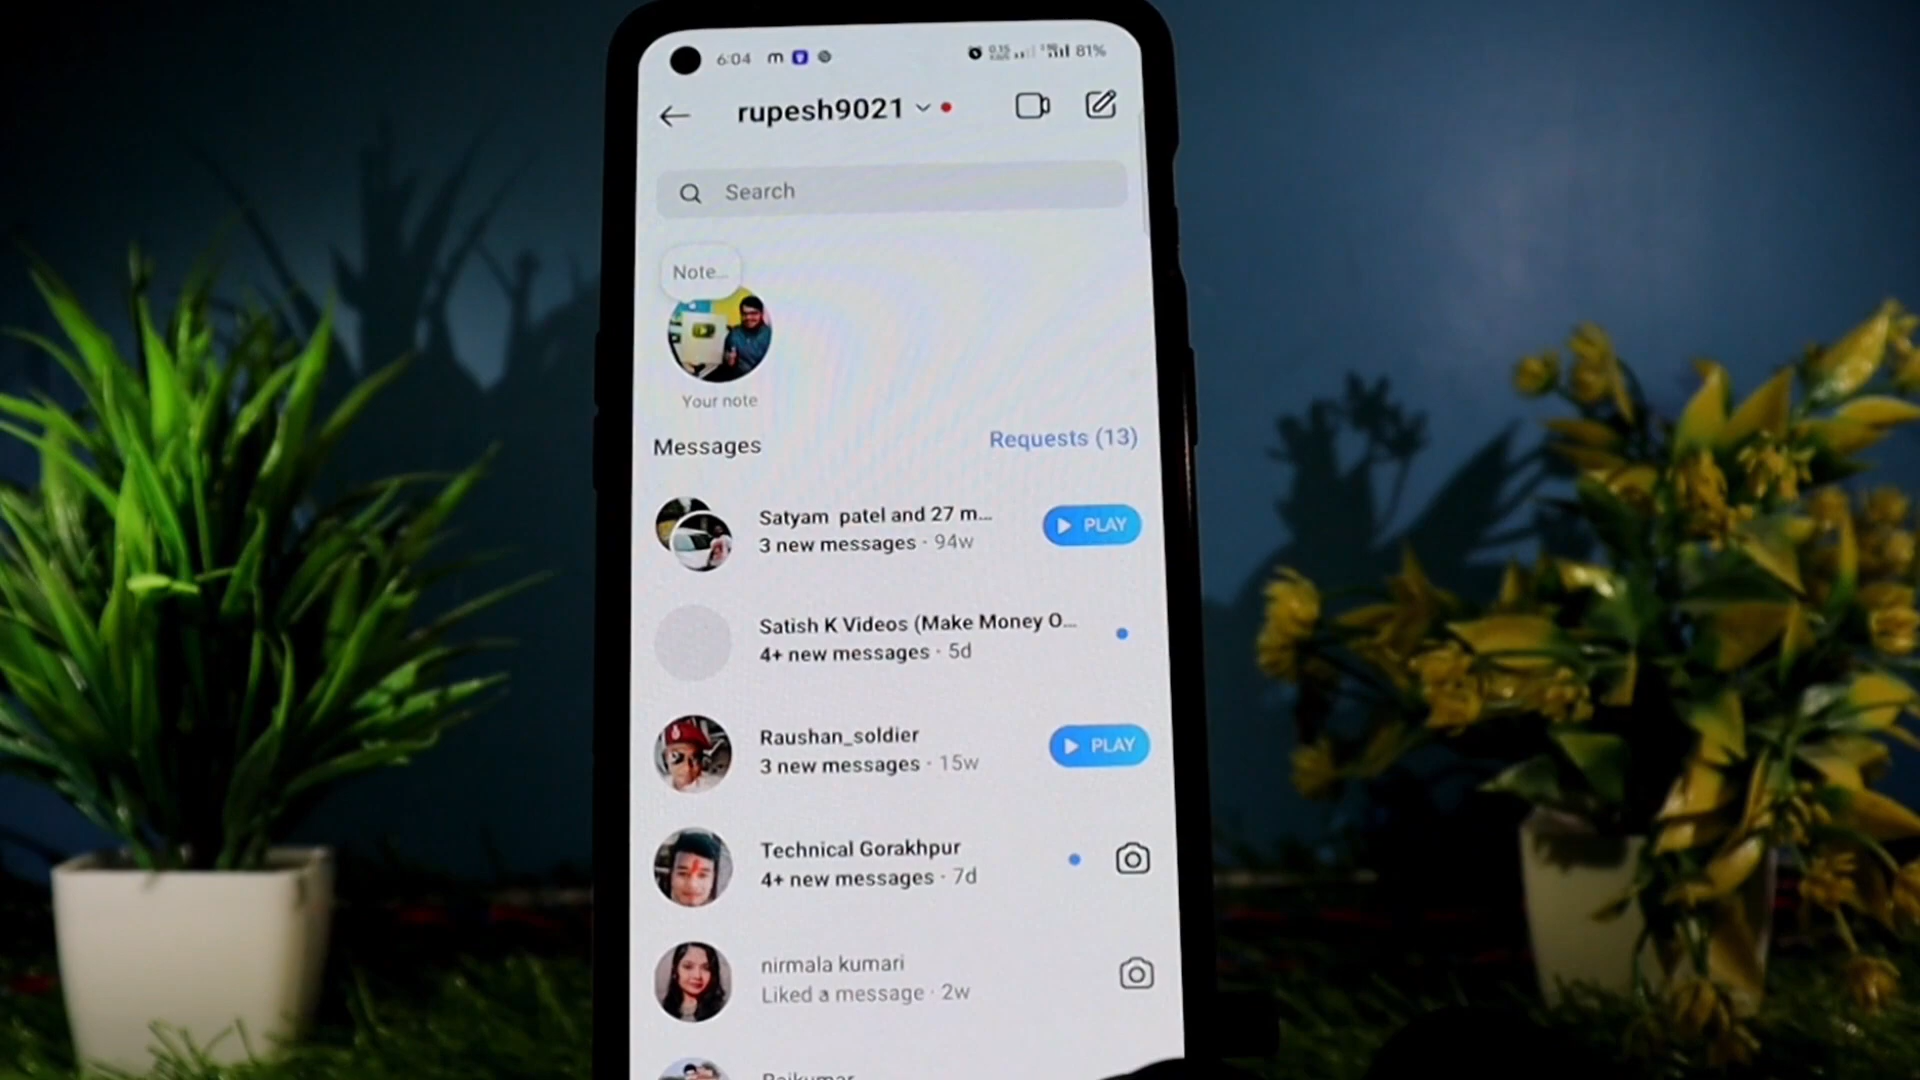 6:04 m 81%
rupesh9021
Search
Note...
Your note
Messages
Requests (13)
Satyam patel and 27 m...
3 new messages · 94w
PLAY
Satish K Videos (Make Money O...
4+ new messages · 5d
Raushan_soldier
3 new messages · 15w
PLAY
Technical Gorakhpur
4+ new messages · 7d
nirmala kumari
Liked a message · 2w